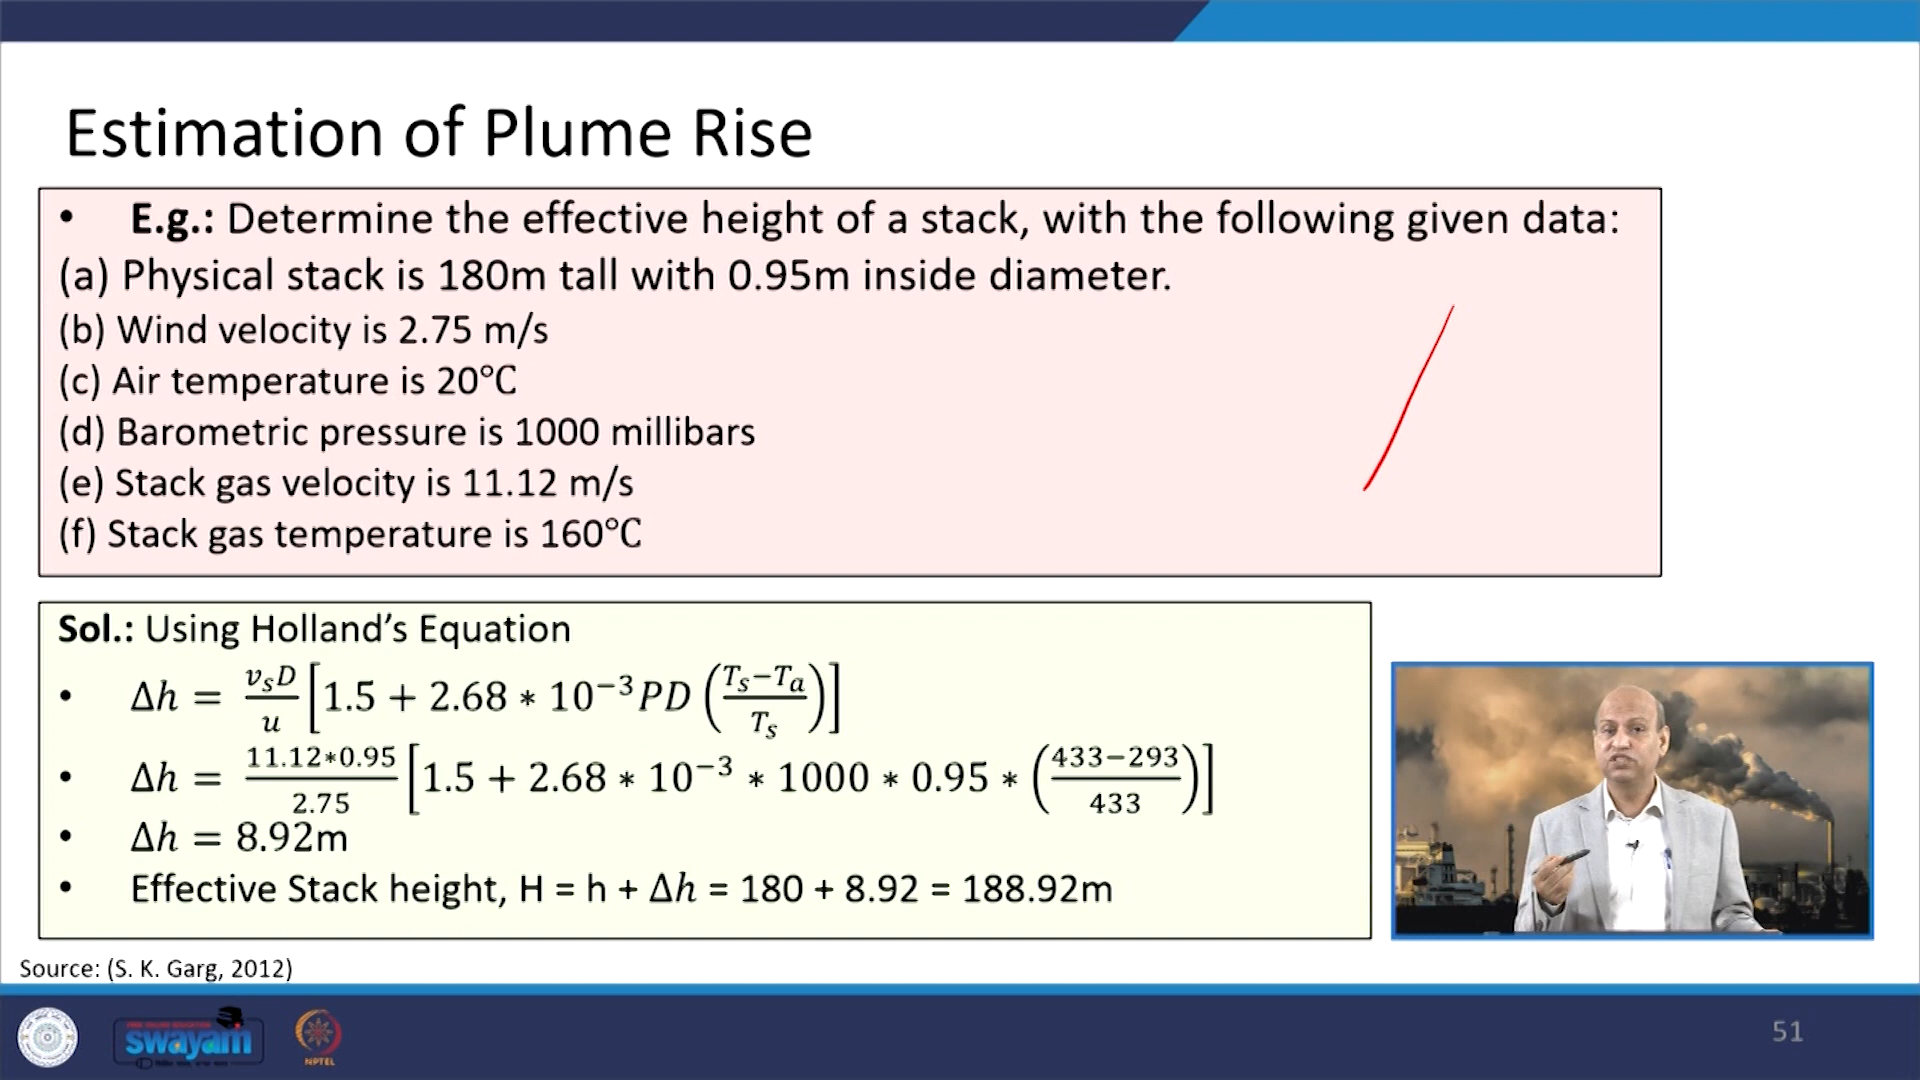 Estimation of Plume Rise
• E.g.: Determine the effective height of a stack, with the following given data:
(a) Physical stack is 180m tall with 0.95m inside diameter.
(b) Wind velocity is 2.75 m/s
(c) Air temperature is 20°C
(d) Barometric pressure is 1000 millibars
(e) Stack gas velocity is 11.12 m/s
(f) Stack gas temperature is 160°C
Sol.: Using Holland’s Equation
• Δh = v_sD/u [1.5 + 2.68 * 10⁻³PD (T_s−T_a/T_s)]
• Δh = 11.12*0.95/2.75 [1.5 + 2.68 * 10⁻³ * 1000 * 0.95 * (433−293/433)]
• Δh = 8.92m
• Effective Stack height, H = h + Δh = 180 + 8.92 = 188.92m
Source: (S. K. Garg, 2012)
swayam
NPTEL
51